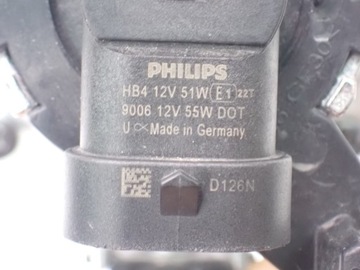 PHILIPS
HB4 12V 51W E1 22T
9006 12V 55W DOT
U Made in Germany
D126N